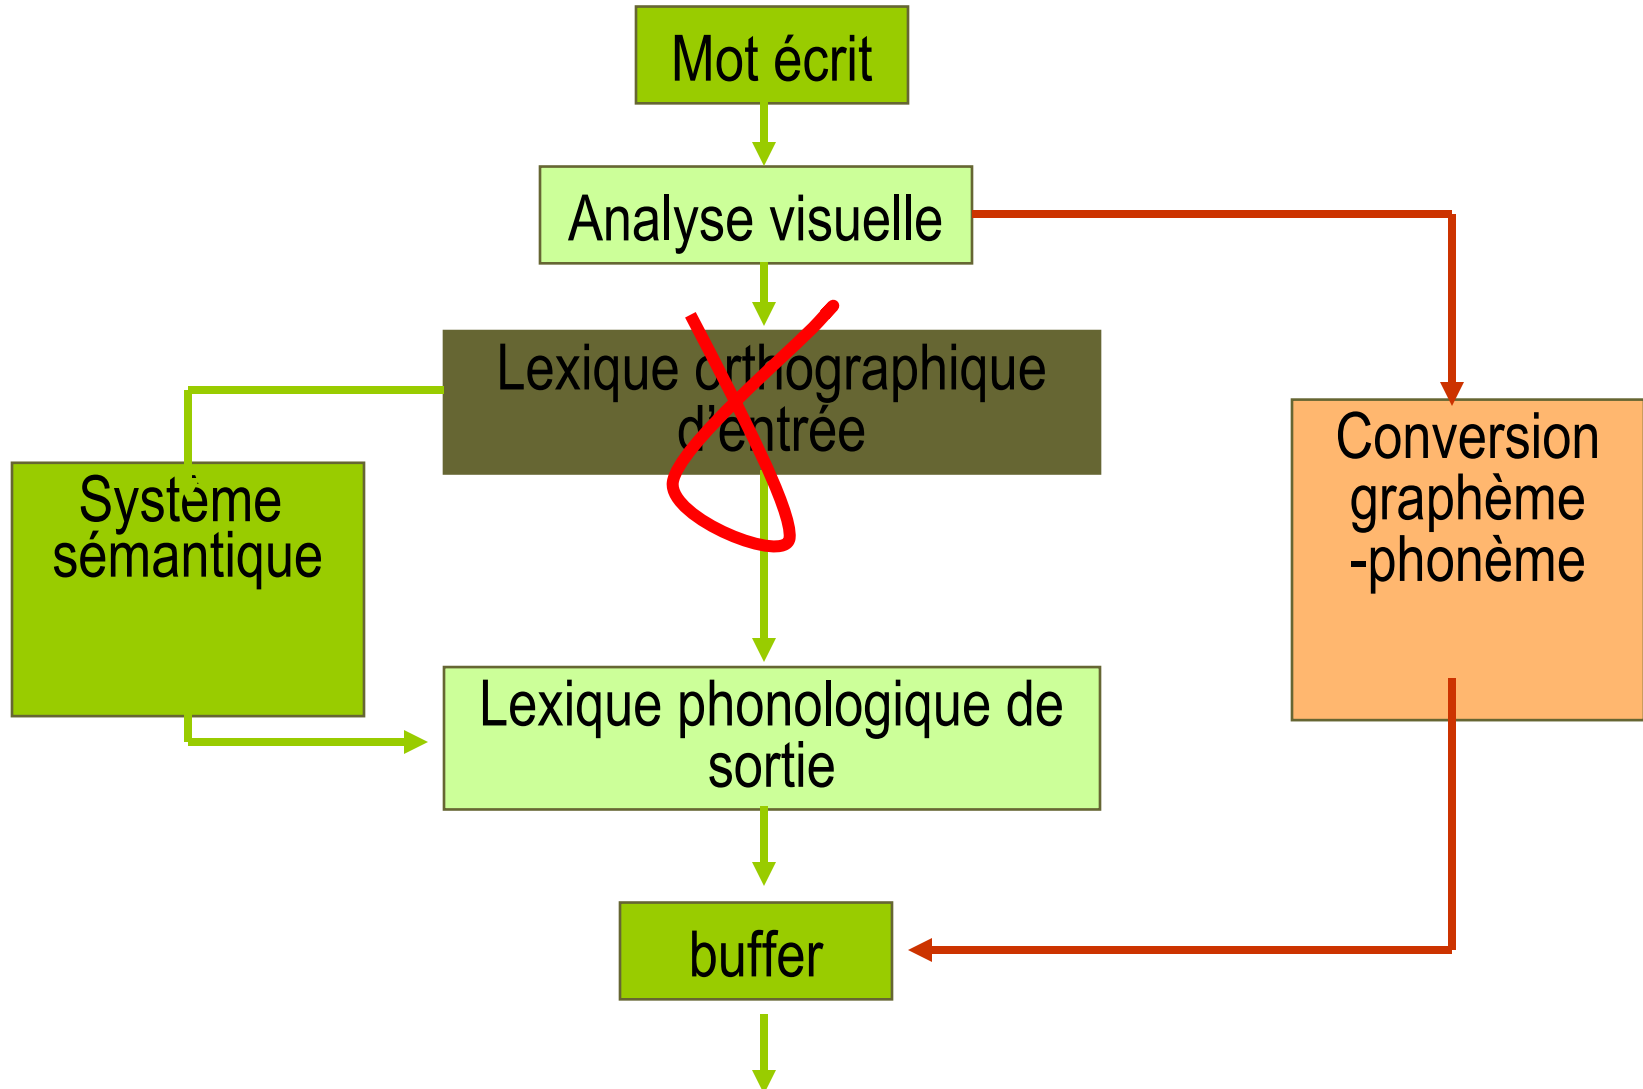 Mot écrit
Analyse visuelle
Lexique orthographique
d'entrée
Conversion
graphème
-phonème
Système
sémantique
Lexique phonologique de
sortie
buffer